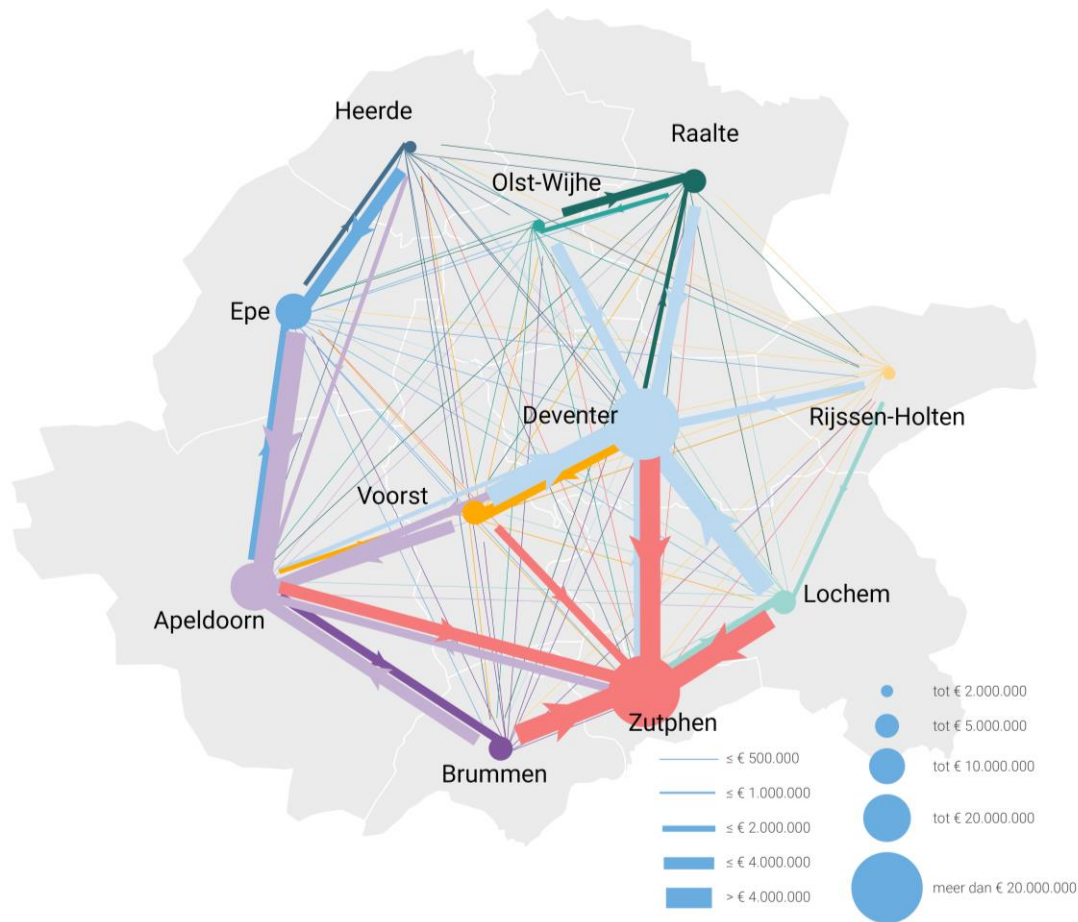 Heerde
Raalte
Olst-Wijhe
Epe
Deventer
Rijssen-Holten
Voorst
Lochem
Apeldoorn
Zutphen
Brummen
≤ € 500.000
≤ € 1.000.000
≤ € 2.000.000
≤ € 4.000.000
> € 4.000.000
tot € 2.000.000
tot € 5.000.000
tot € 10.000.000
tot € 20.000.000
meer dan € 20.000.000